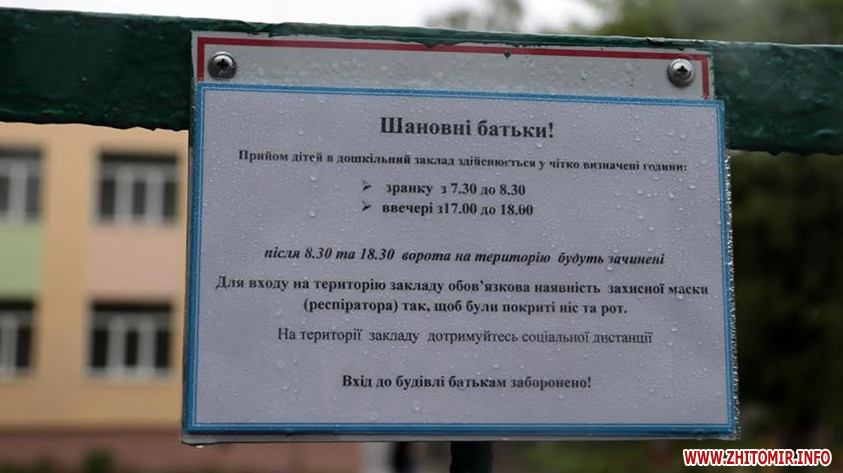 Шановні батьки!
Прийом дітей в дошкільний заклад здійснюється у чітко визначені години:
➢ зранку з 7.30 до 8.30
➢ ввечері з17.00 до 18.00
після 8.30 та 18.30 ворота на територію будуть зачинені
Для входу на територію закладу обов’язкова наявність захисної маски
(респіратора) так, щоб були покриті ніс та рот.
На території закладу дотримуйтесь соціальної дистанції
Вхід до будівлі батькам заборонено!
WWW.ZHITOMIR.INFO